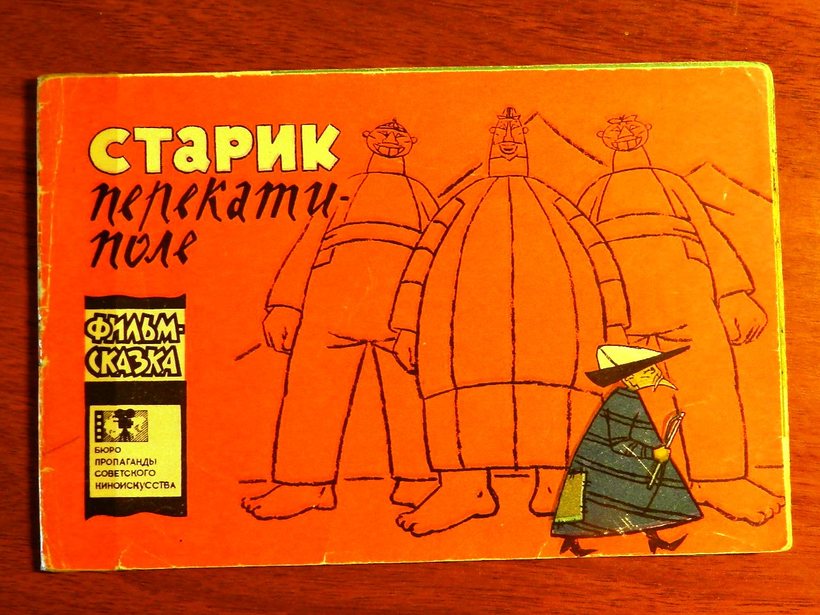 СТАРИК
перекати-
поле
ФИЛЬМ-
СКАЗКА
БЮРО
ПРОПАГАНДЫ
СОВЕТСКОГО
КИНОИСКУССТВА